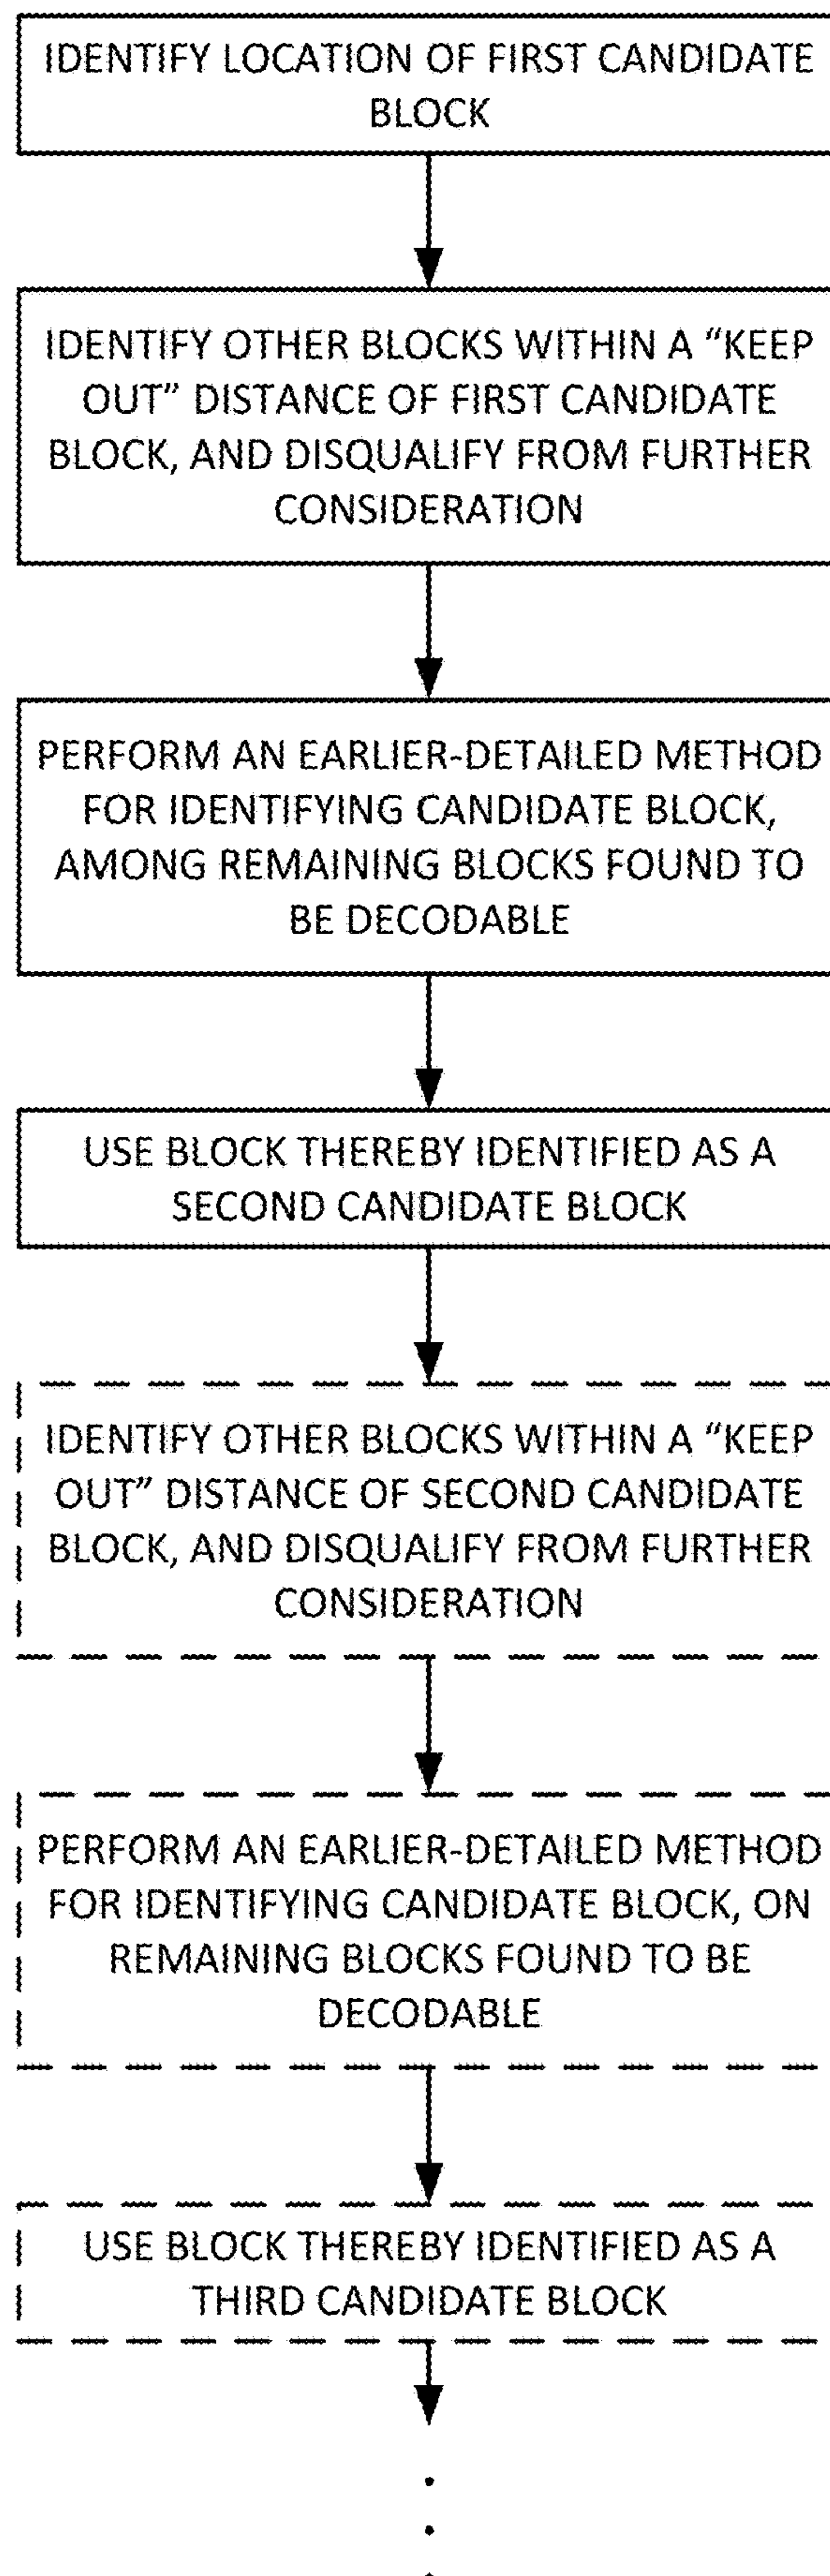 IDENTIFY LOCATION OF FIRST CANDIDATE
BLOCK
IDENTIFY OTHER BLOCKS WITHIN A “KEEP
OUT” DISTANCE OF FIRST CANDIDATE
BLOCK, AND DISQUALIFY FROM FURTHER
CONSIDERATION
PERFORM AN EARLIER-DETAILED METHOD
FOR IDENTIFYING CANDIDATE BLOCK,
AMONG REMAINING BLOCKS FOUND TO
BE DECODABLE
USE BLOCK THEREBY IDENTIFIED AS A
SECOND CANDIDATE BLOCK
IDENTIFY OTHER BLOCKS WITHIN A “KEEP
OUT” DISTANCE OF SECOND CANDIDATE
BLOCK, AND DISQUALIFY FROM FURTHER
CONSIDERATION
PERFORM AN EARLIER-DETAILED METHOD
FOR IDENTIFYING CANDIDATE BLOCK, ON
REMAINING BLOCKS FOUND TO BE
DECODABLE
USE BLOCK THEREBY IDENTIFIED AS A
THIRD CANDIDATE BLOCK